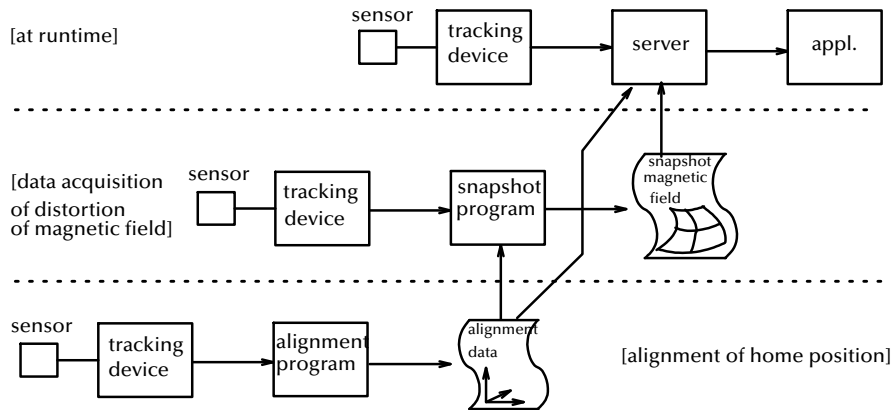 [at runtime]
sensor
tracking
device
server
appl.
[data acquisition
of distortion
of magnetic field]
sensor
tracking
device
snapshot
program
snapshot
magnetic
field
sensor
tracking
device
alignment
program
alignment
data
[alignment of home position]